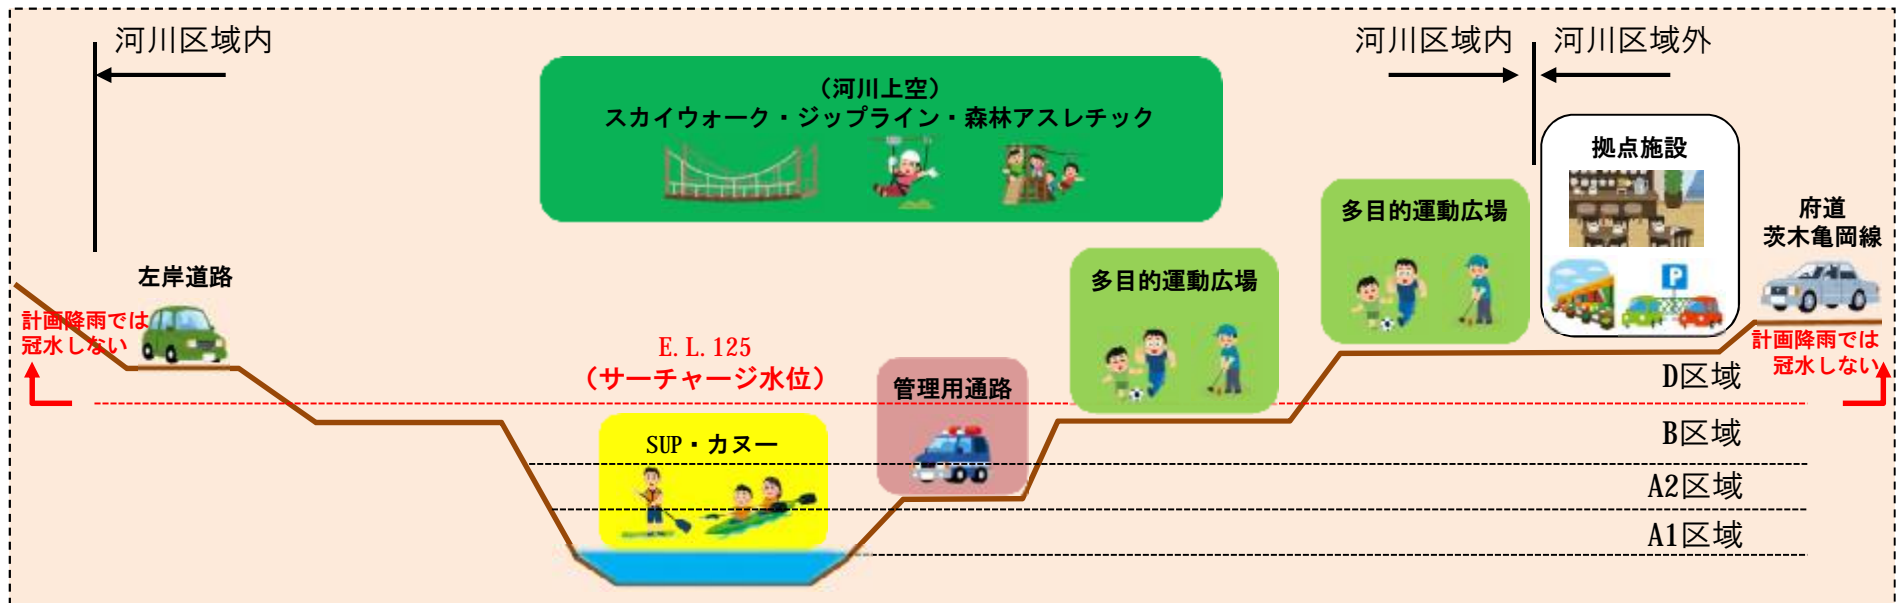 河川区域内
河川区域内
河川区域外
（河川上空）
スカイウォーク・ジップライン・森林アスレチック
拠点施設
P
多目的運動広場
府道
茨木亀岡線
左岸道路
多目的運動広場
計画降雨では
冠水しない
E.L.125
（サーチャージ水位）
管理用通路
計画降雨では
冠水しない
D区域
SUP・カヌー
B区域
A2区域
A1区域